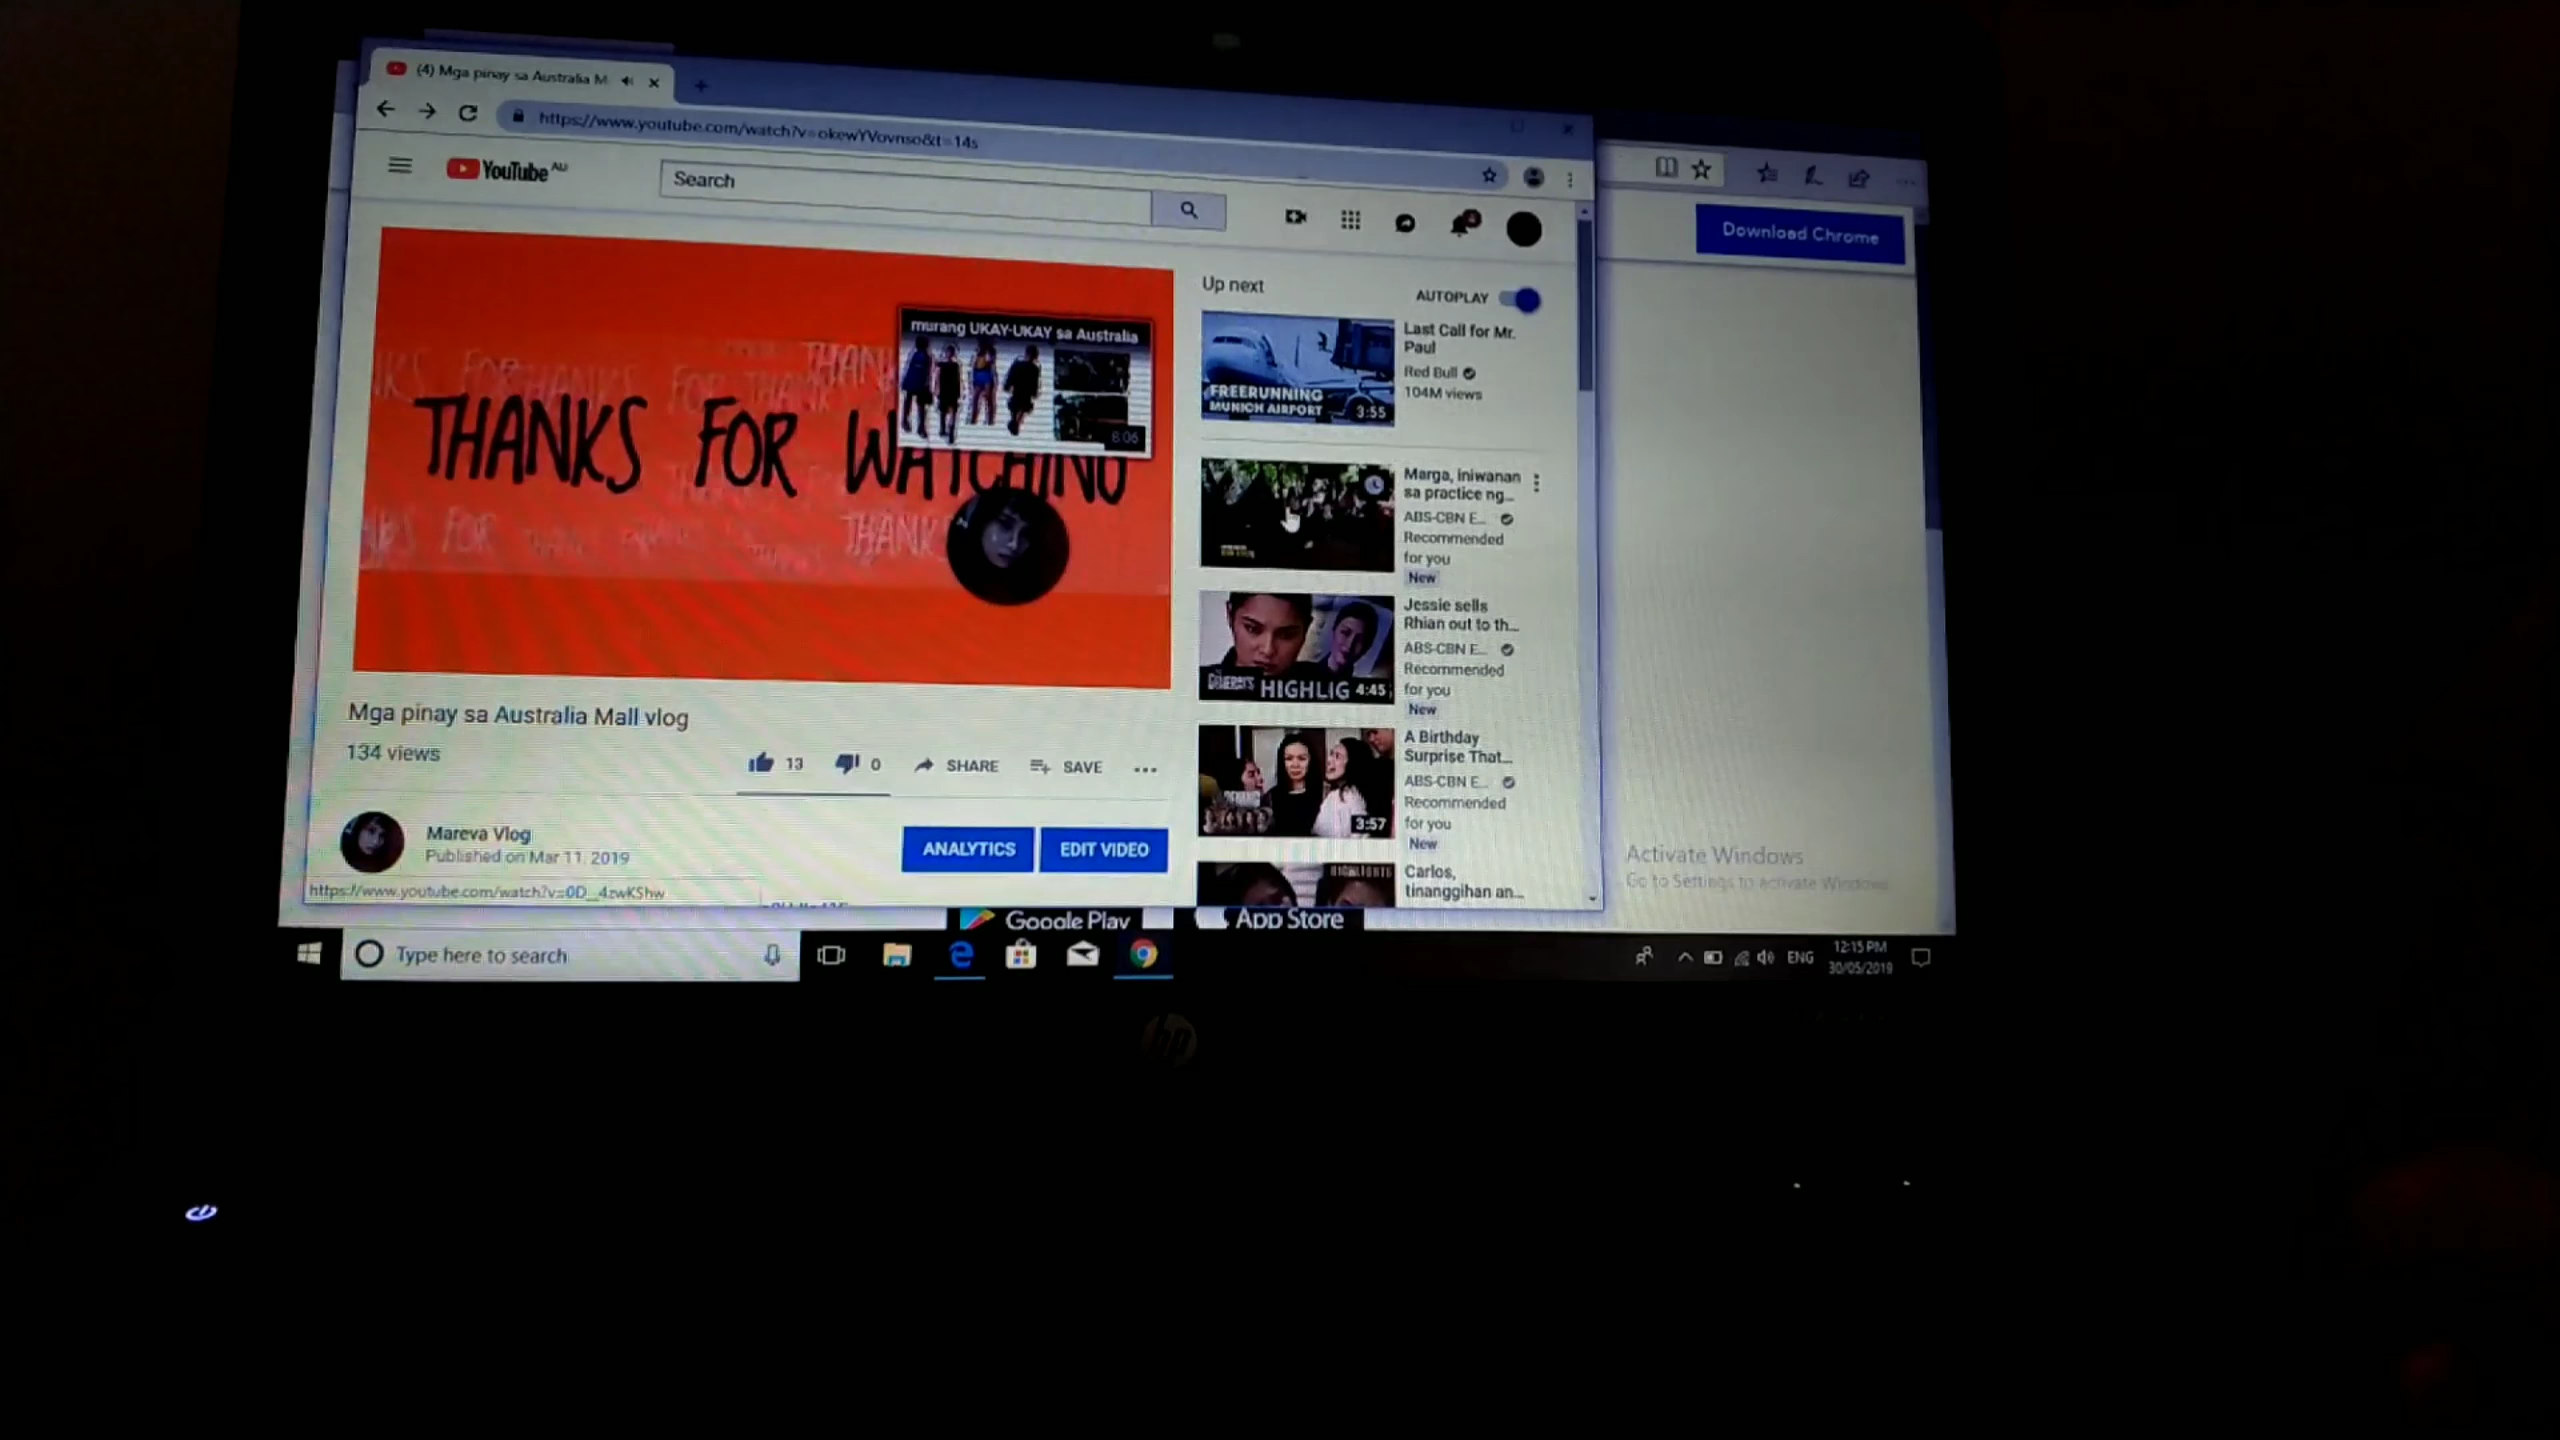 (4) Mga pinay sa Australia M
https://www.youtube.com/watch?v=okewYVovnso&t=14s
YouTube AU
Search
Download Chrome
murang UKAY-UKAY sa Australia
8:06
THANKS FOR WATCHING
Mga pinay sa Australia Mall vlog
134 views
13
0
SHARE
SAVE
Mareva Vlog
Published on Mar 11, 2019
ANALYTICS
EDIT VIDEO
https://www.youtube.com/watch?v=0D_4zwKShw
Up next
AUTOPLAY
FREERUNNING
MUNICH AIRPORT
3:55
Last Call for Mr.
Paul
Red Bull
104M views
Marga, iniwanan
sa practice ng...
ABS-CBN E...
Recommended
for you
New
HIGHLIG
4:45
Jessie sells
Rhian out to th...
ABS-CBN E...
Recommended
for you
New
3:57
A Birthday
Surprise That...
ABS-CBN E...
Recommended
for you
New
HIGHLIGHTS
Carlos,
tinanggihan an...
Activate Windows
Go to Settings to activate Windows.
Google Play
App Store
Type here to search
ENG
12:15 PM
30/05/2019
hp